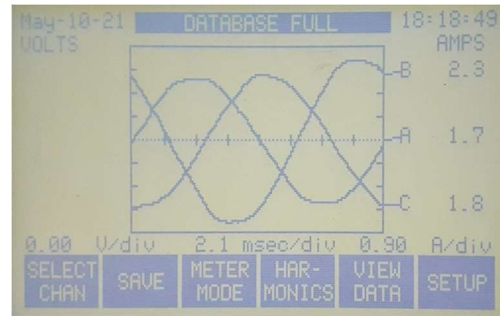 May-10-21 DATABASE FULL 18:18:49
VOLTS AMPS
B 2.3
A 1.7
C 1.8
0.00 V/div 2.1 msec/div 0.90 A/div
SELECT CHAN
SAVE
METER MODE
HAR-MONICS
VIEW DATA
SETUP